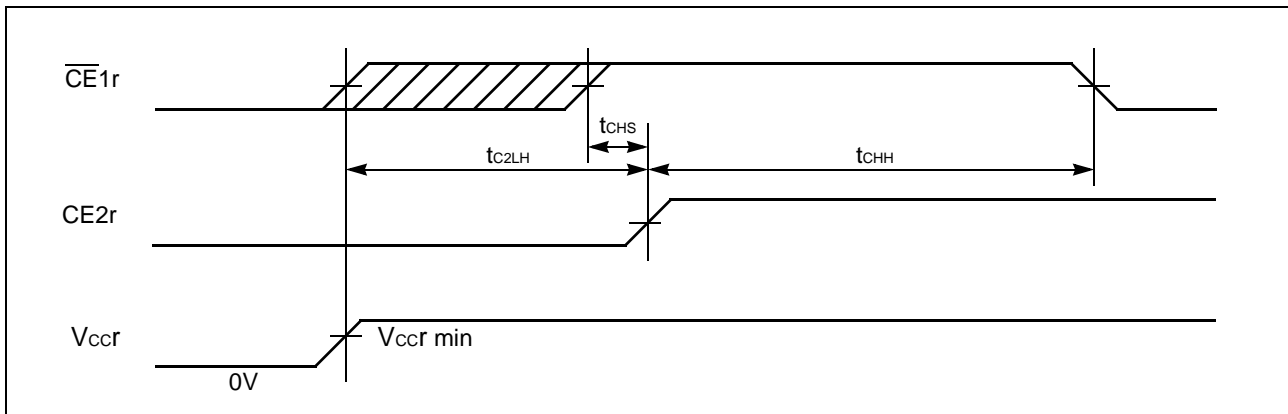 CE1r
tCHS
tC2LH
tCHH
CE2r
VCCr
VCCr min
0V